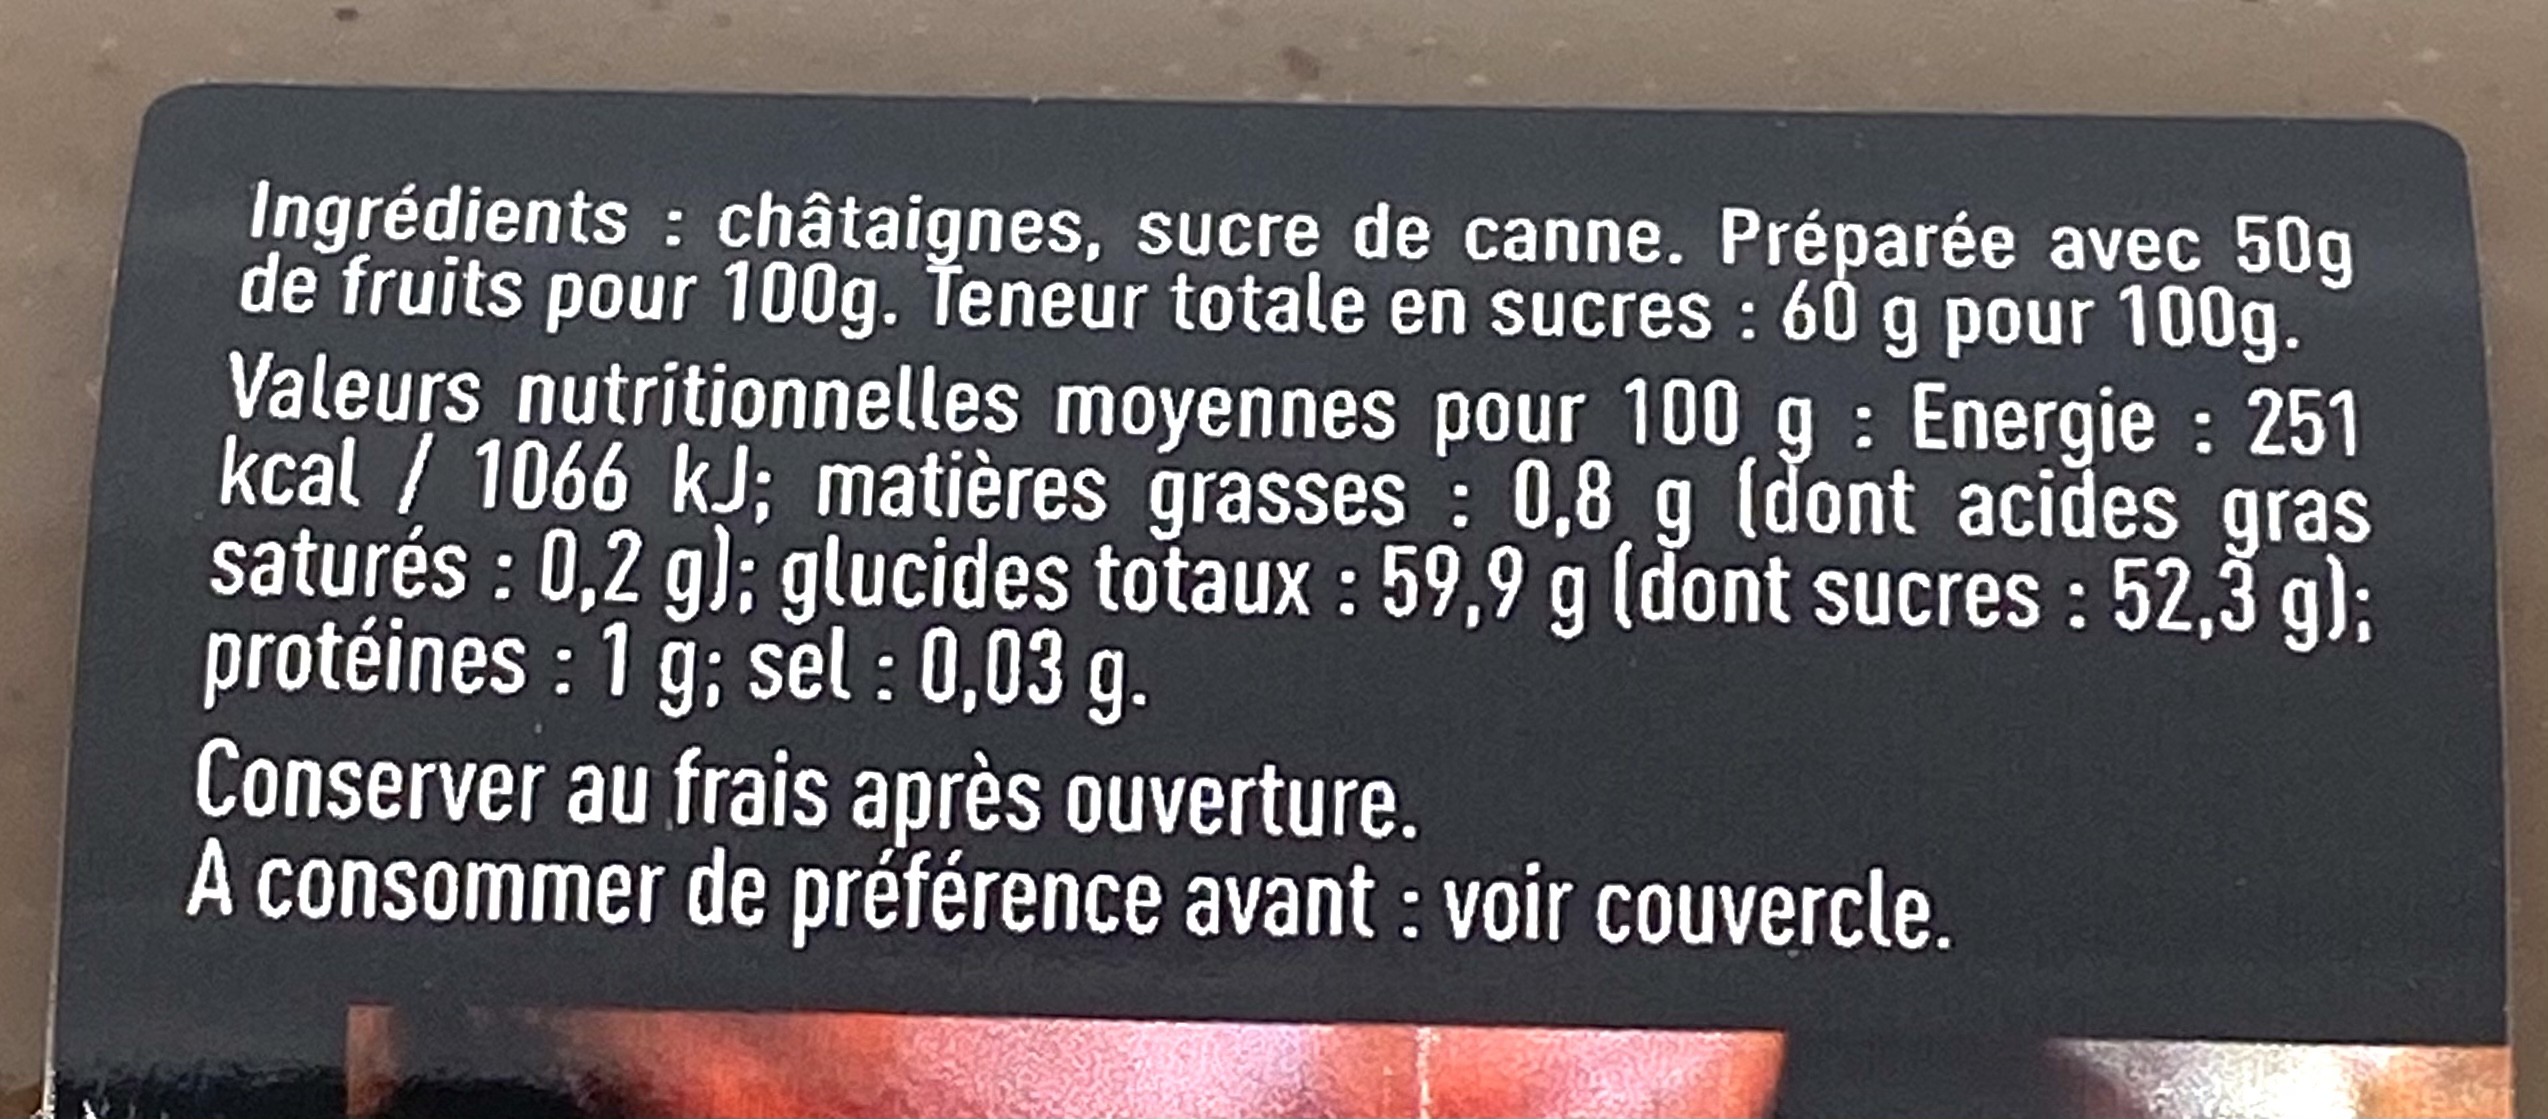 Ingrédients : châtaignes, sucre de canne. Préparée avec 50g
de fruits pour 100g. Teneur totale en sucres : 60 g pour 100g.
Valeurs nutritionnelles moyennes pour 100 g : Energie : 251
kcal / 1066 kJ; matières grasses : 0,8 g (dont acides gras
saturés : 0,2 g); glucides totaux : 59,9 g (dont sucres : 52,3 g);
protéines : 1 g; sel : 0,03 g.
Conserver au frais après ouverture.
A consommer de préférence avant : voir couvercle.